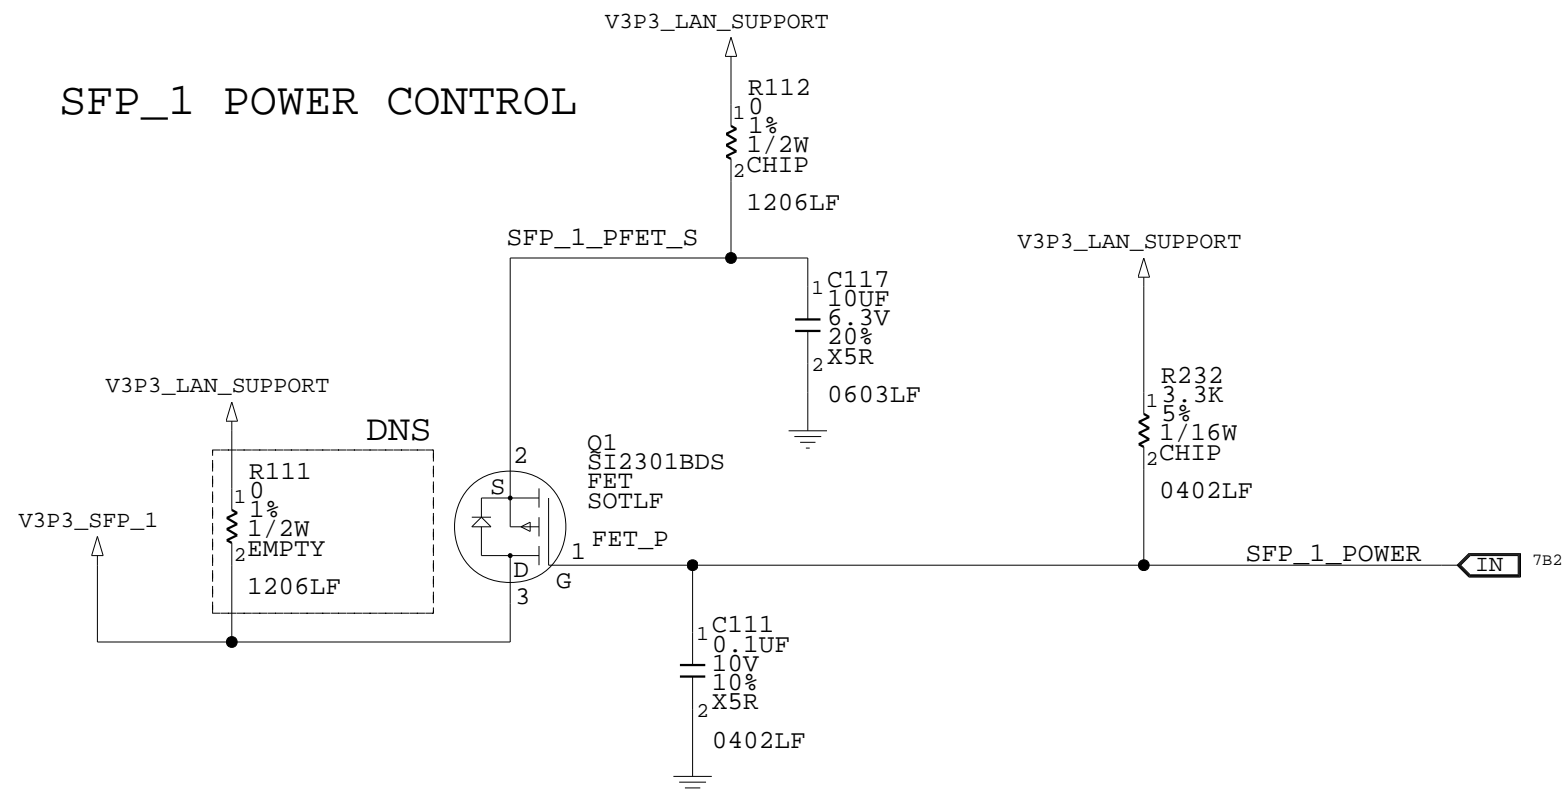 V3P3_LAN_SUPPORT
SFP_1 POWER CONTROL
R112
1 0
1%
1/2W
2 CHIP
1206LF
SFP_1_PFET_S
V3P3_LAN_SUPPORT
1 C117
10UF
6.3V
20%
2 X5R
0603LF
V3P3_LAN_SUPPORT
R232
1 3.3K
5%
1/16W
2 CHIP
0402LF
DNS
R111
1 0
1%
1/2W
2 EMPTY
1206LF
V3P3_SFP_1
2
S
D
3
1
G
Q1
SI2301BDS
FET
SOTLF
FET_P
SFP_1_POWER
IN
7B2
1 C111
0.1UF
10V
10%
2 X5R
0402LF